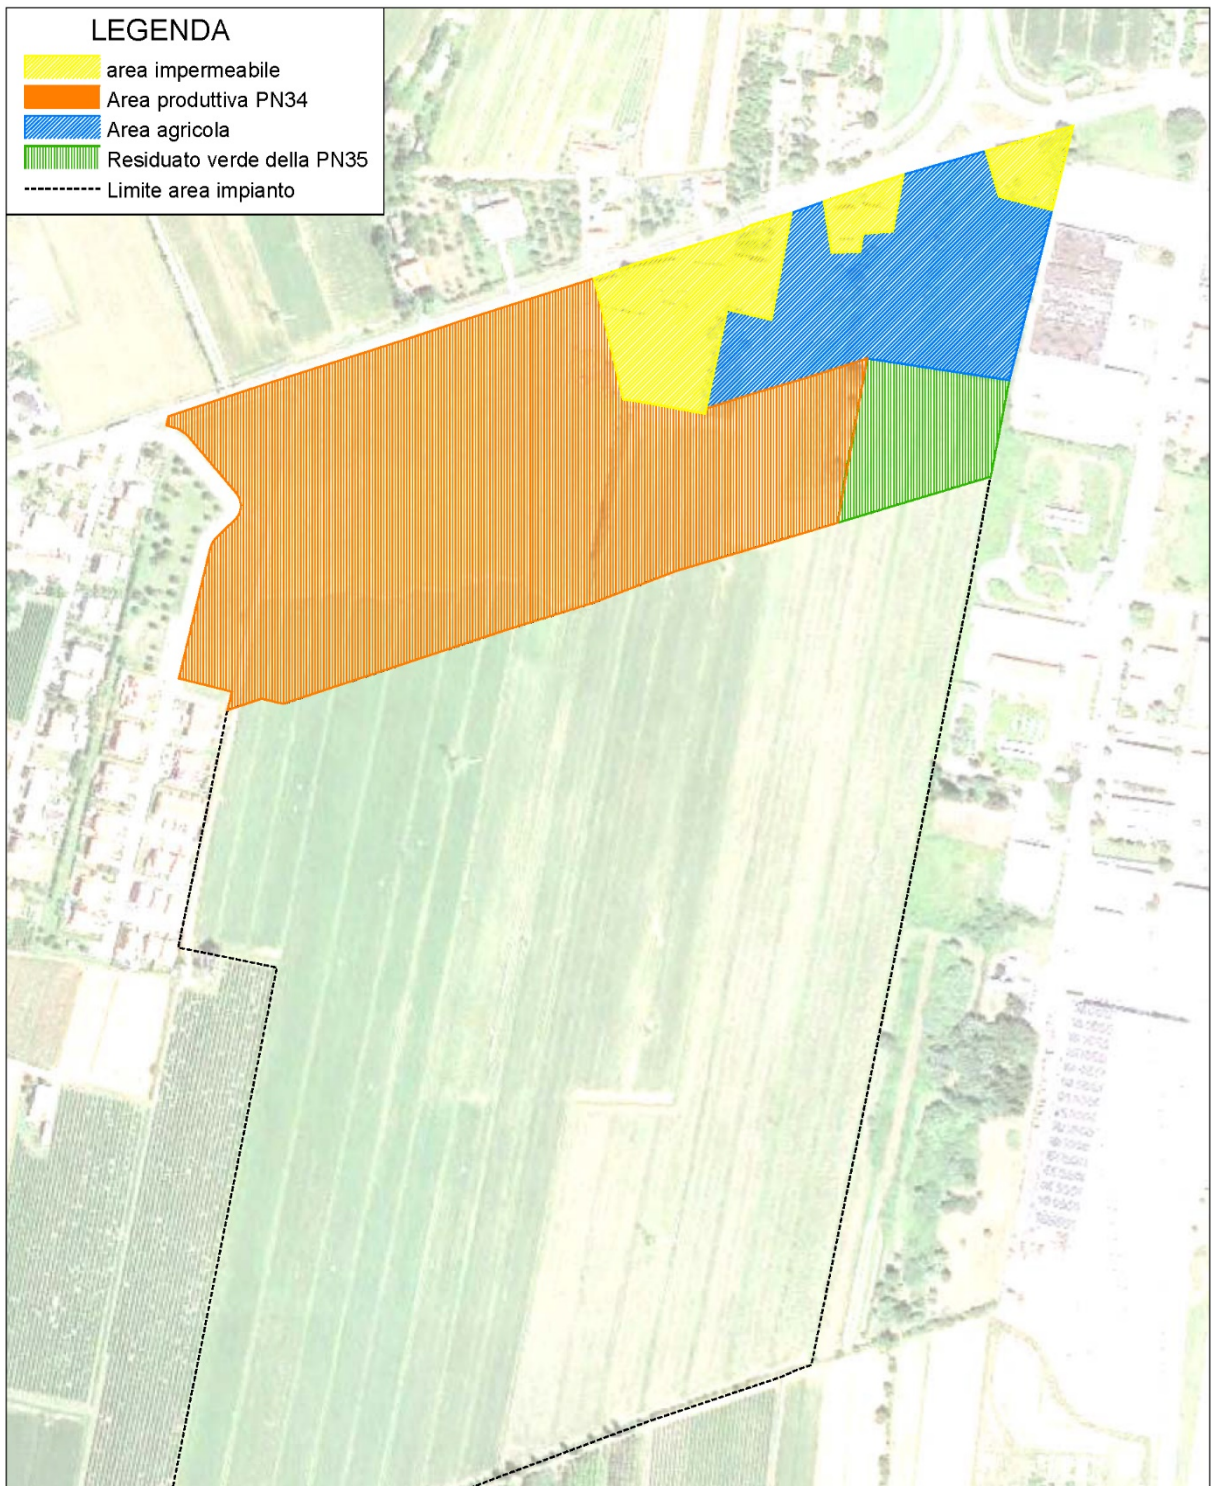 LEGENDA
area impermeabile
Area produttiva PN34
Area agricola
Residuato verde della PN35
Limite area impianto